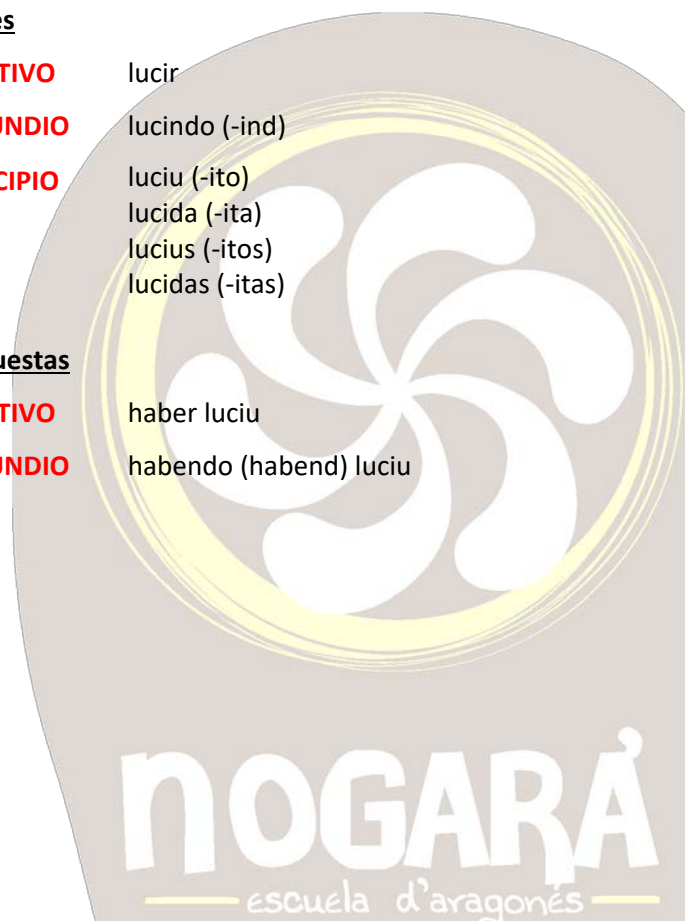 es
TIVO lucir
UNDIO lucindo (-ind)
CIPIO luciu (-ito)
lucida (-ita)
lucius (-itos)
lucidas (-itas)
uestas
TIVO haber luciu
UNDIO habendo (habend) luciu
NOGARÁ
escuela d'aragonés